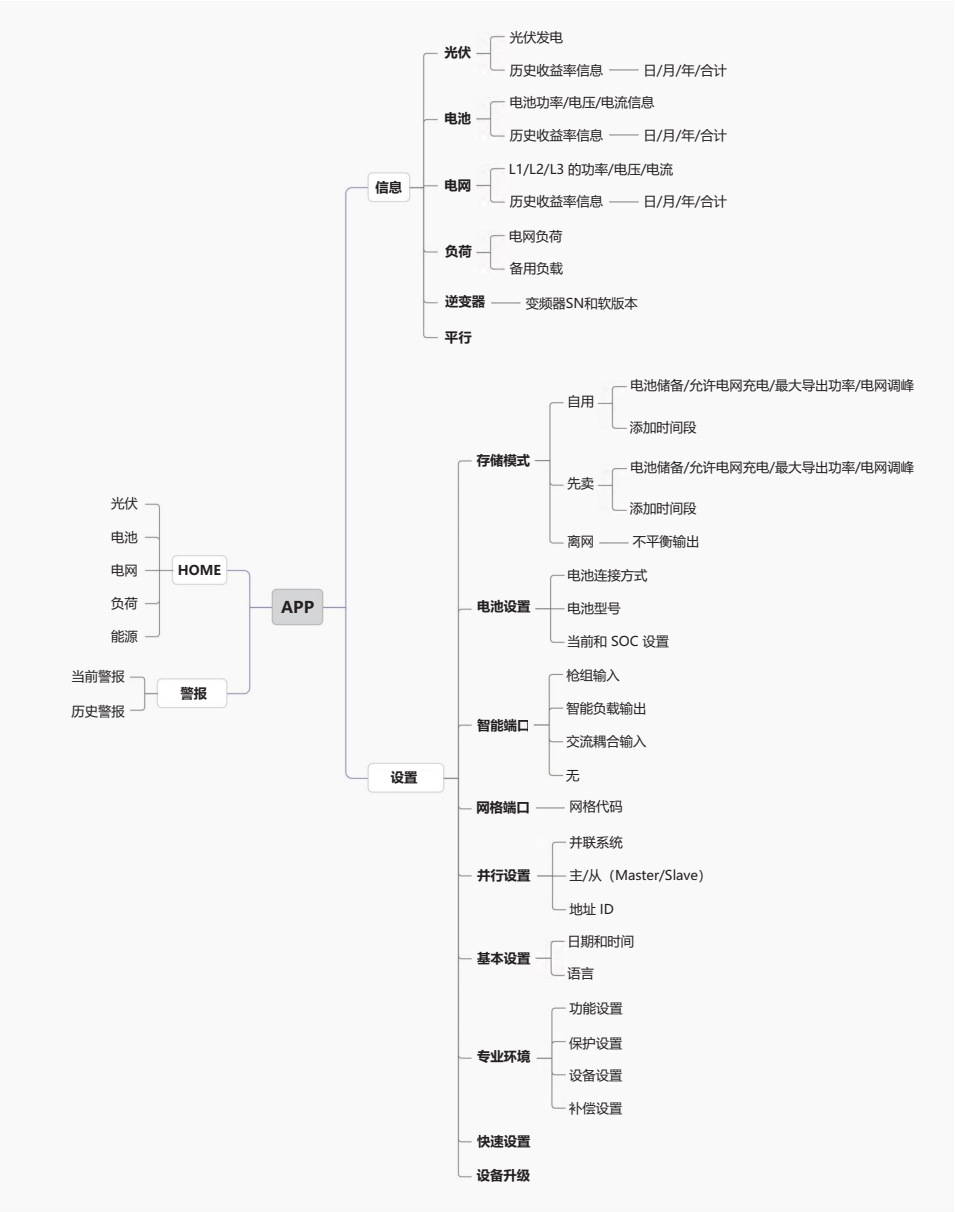 光伏
光伏发电
历史收益率信息
日/月/年/合计
电池
电池功率/电压/电流信息
历史收益率信息
日/月/年/合计
信息
电网
L1/L2/L3 的功率/电压/电流
历史收益率信息
日/月/年/合计
负荷
电网负荷
备用负载
逆变器
变频器SN和软版本
平行
存储模式
自用
电池储备/允许电网充电/最大导出功率/电网调峰
添加时间段
先卖
电池储备/允许电网充电/最大导出功率/电网调峰
添加时间段
离网
不平衡输出
光伏
电池
电网
负荷
能源
HOME
APP
当前警报
历史警报
警报
电池设置
电池连接方式
电池型号
当前和 SOC 设置
智能端口
枪组输入
智能负载输出
交流耦合输入
无
设置
网格端口
网格代码
并行设置
并联系统
主/从（Master/Slave）
地址 ID
基本设置
日期和时间
语言
专业环境
功能设置
保护设置
设备设置
补偿设置
快速设置
设备升级